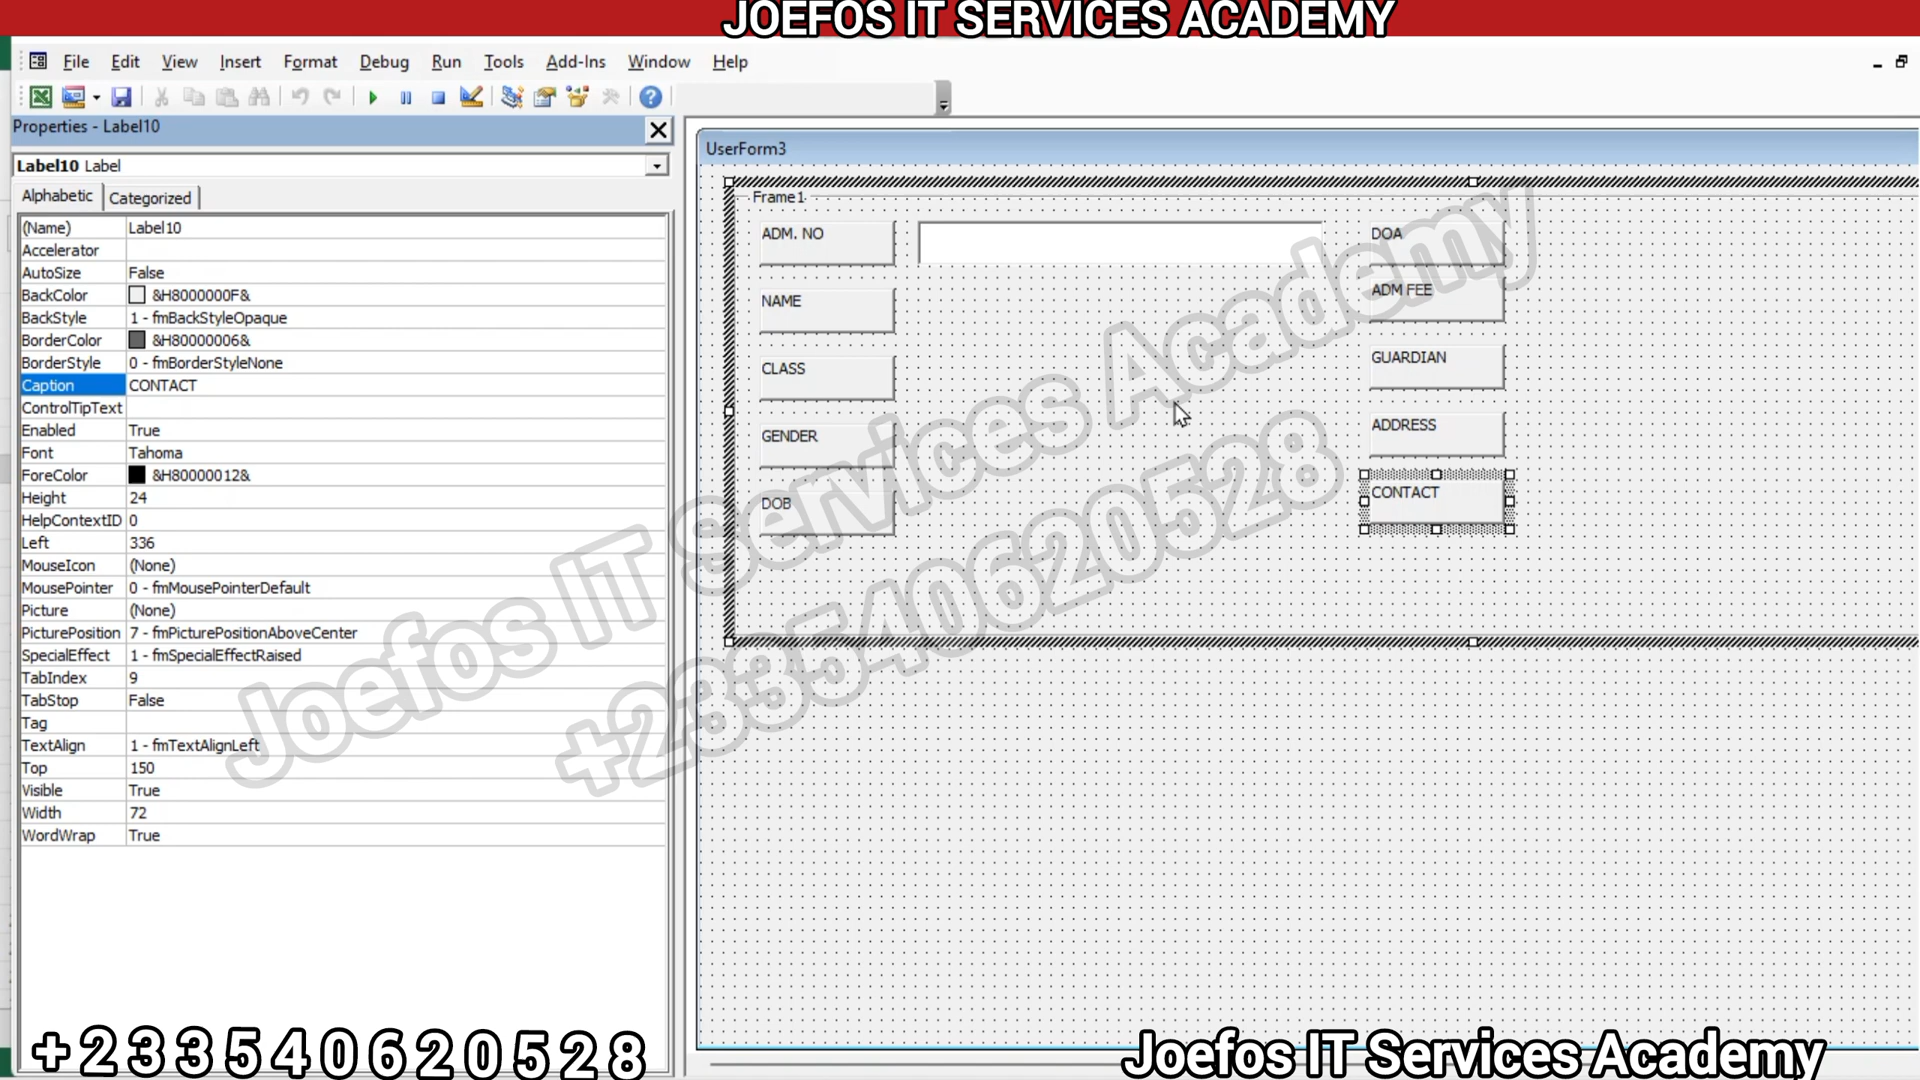 JOEFOS IT SERVICES ACADEMY
File Edit View Insert Format Debug Run Tools Add-Ins Window Help
Properties - Label10
Label10 Label
Alphabetic Categorized
(Name) Label10
Accelerator
AutoSize False
BackColor &H8000000F&
BackStyle 1 - fmBackStyleOpaque
BorderColor &H80000006&
BorderStyle 0 - fmBorderStyleNone
Caption CONTACT
ControlTipText
Enabled True
Font Tahoma
ForeColor &H80000012&
Height 24
HelpContextID 0
Left 336
MouseIcon (None)
MousePointer 0 - fmMousePointerDefault
Picture (None)
PicturePosition 7 - fmPicturePositionAboveCenter
SpecialEffect 1 - fmSpecialEffectRaised
TabIndex 9
TabStop False
Tag
TextAlign 1 - fmTextAlignLeft
Top 150
Visible True
Width 72
WordWrap True
UserForm3
Frame1
ADM. NO
NAME
CLASS
GENDER
DOB
DOA
ADM FEE
GUARDIAN
ADDRESS
CONTACT
Joefos IT Services Academy
+233540620528
+233540620528
Joefos IT Services Academy